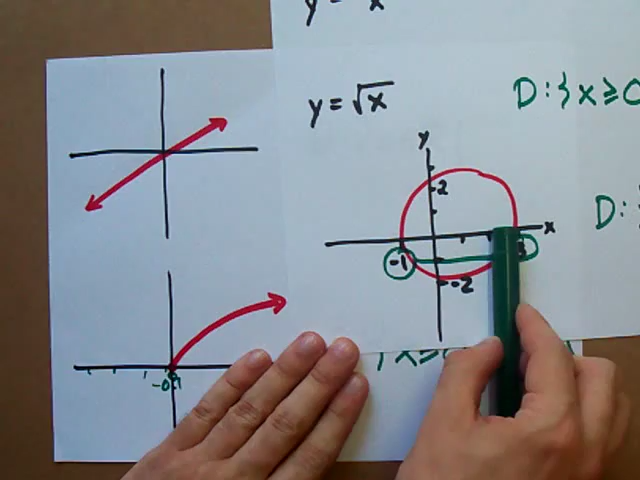 y = x
y = √x
D: { x ≥ 0
y
2
x
D: {
-1
3
-2
x ≥